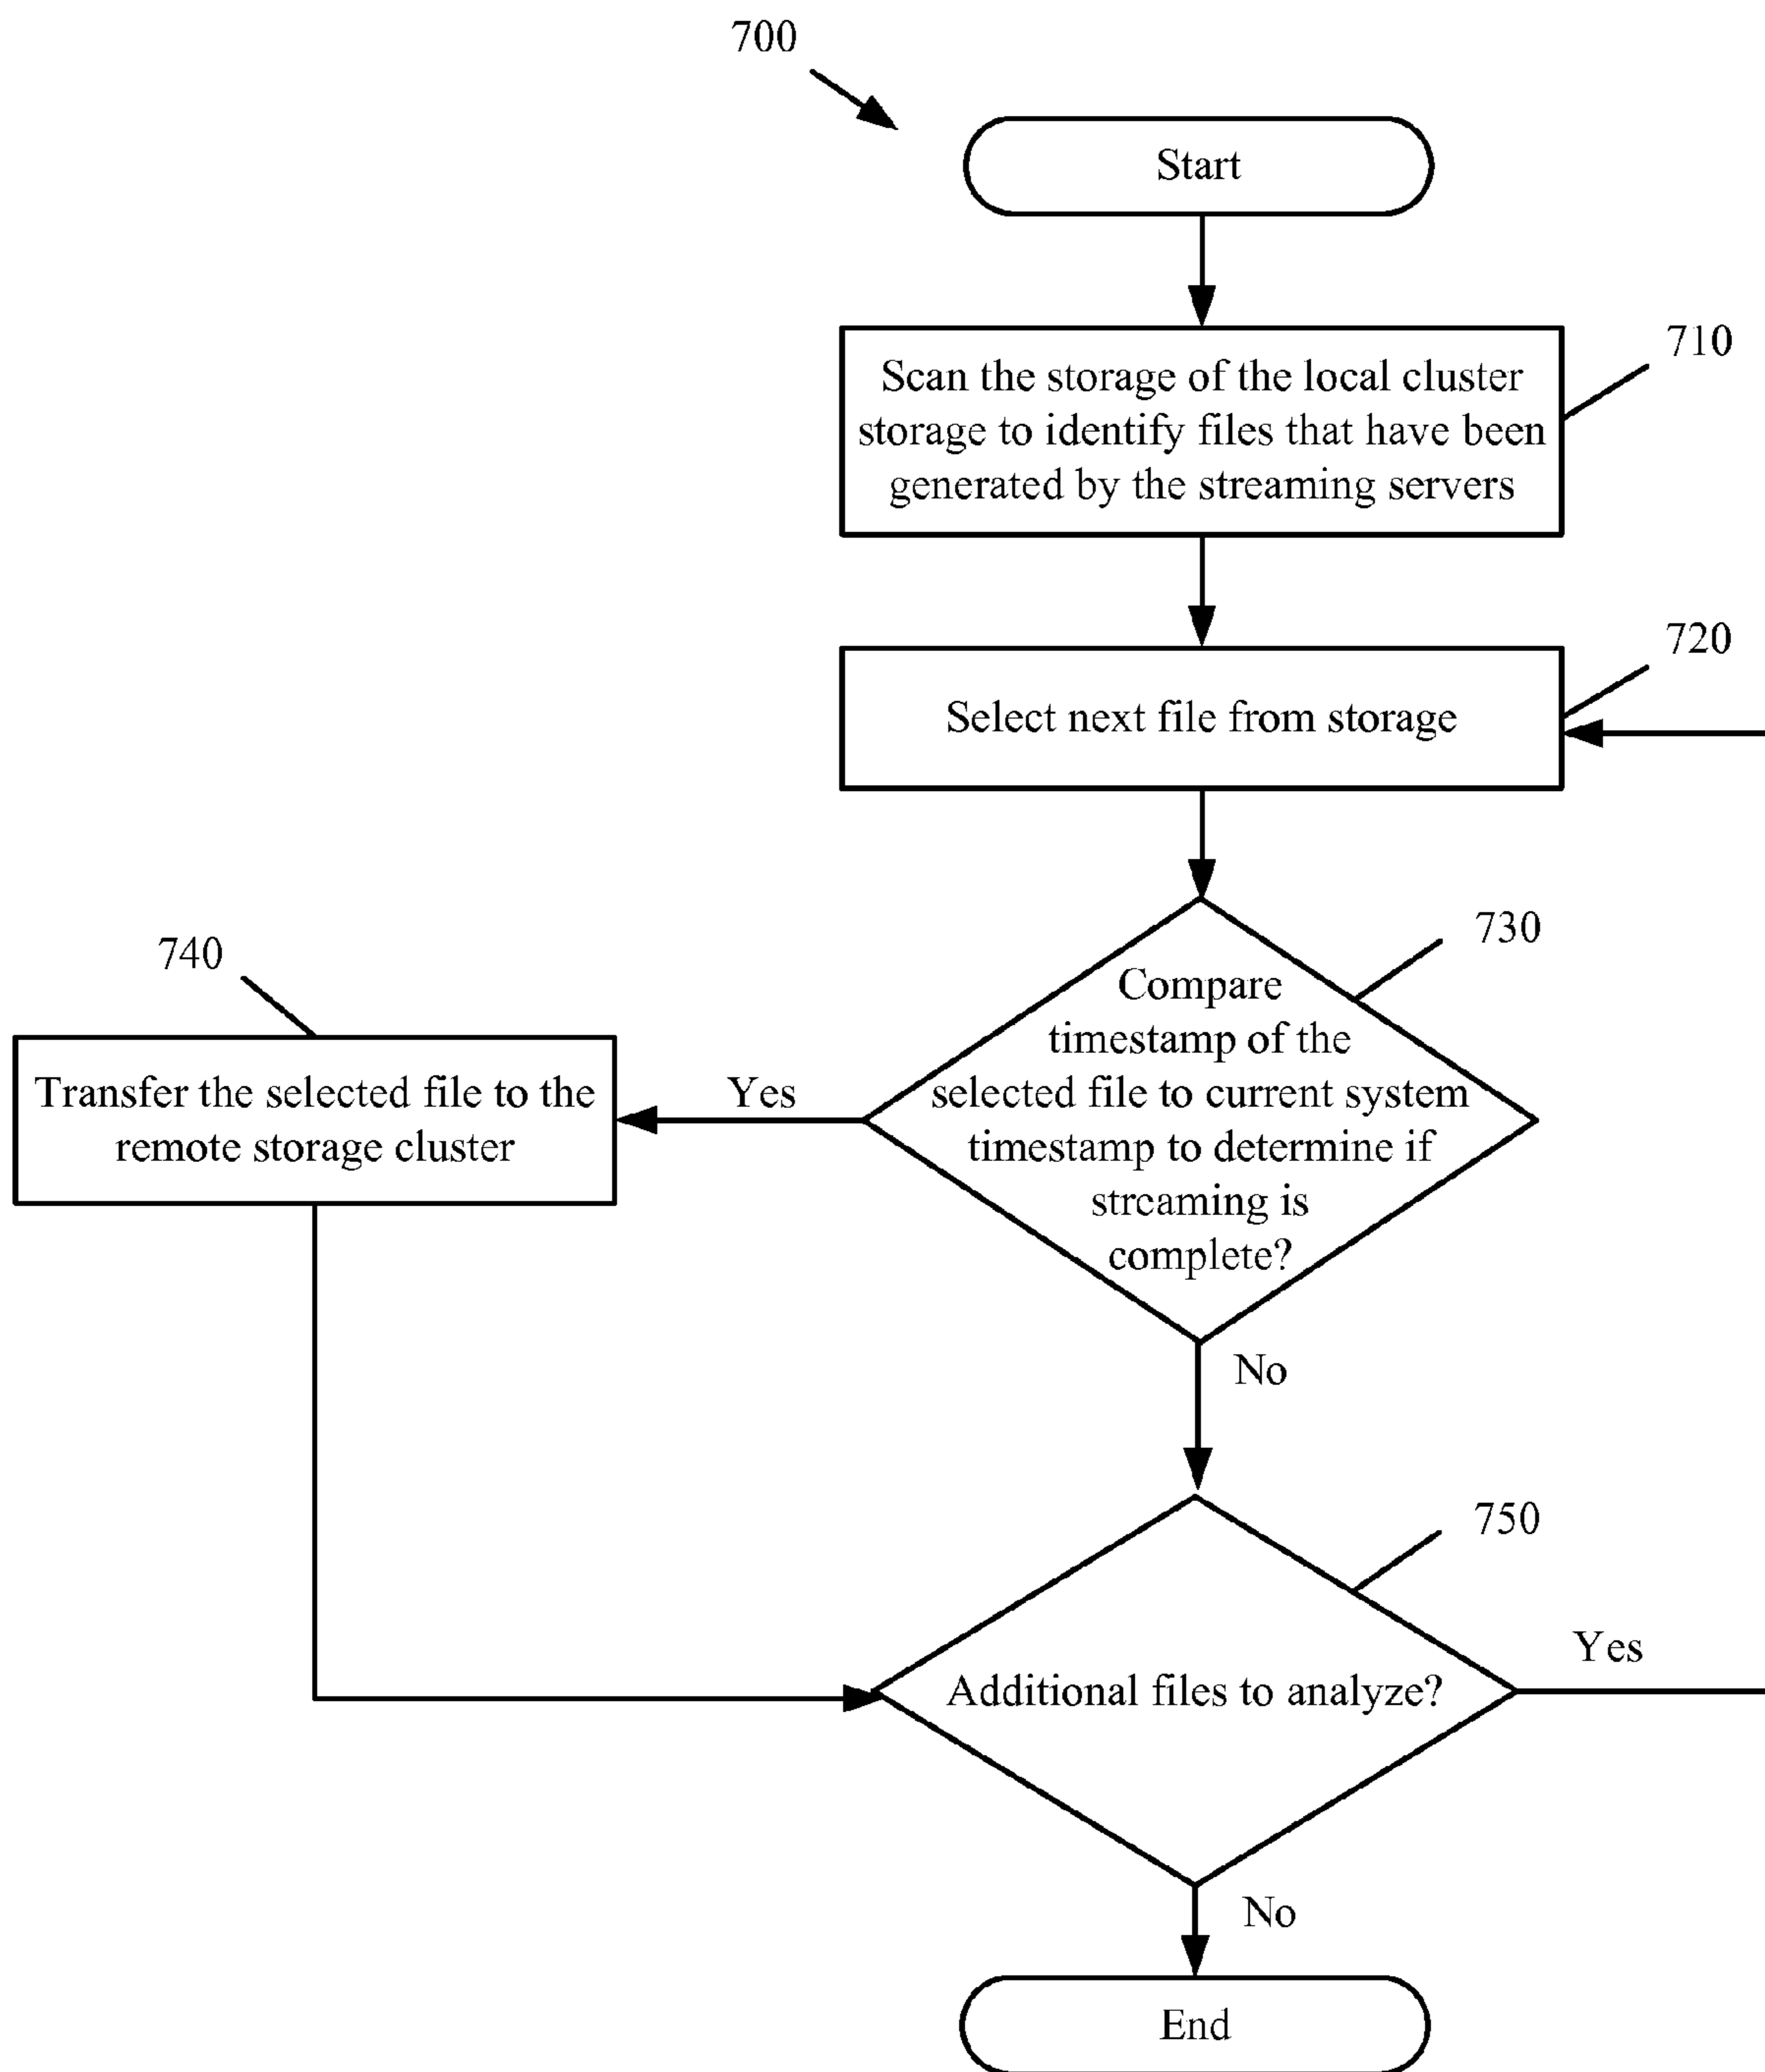 700
Start
710
Scan the storage of the local cluster
storage to identify files that have been
generated by the streaming servers
720
Select next file from storage
730
Compare
timestamp of the
selected file to current system
timestamp to determine if
streaming is
complete?
740
Transfer the selected file to the
remote storage cluster
Yes
No
750
Additional files to analyze?
Yes
No
End